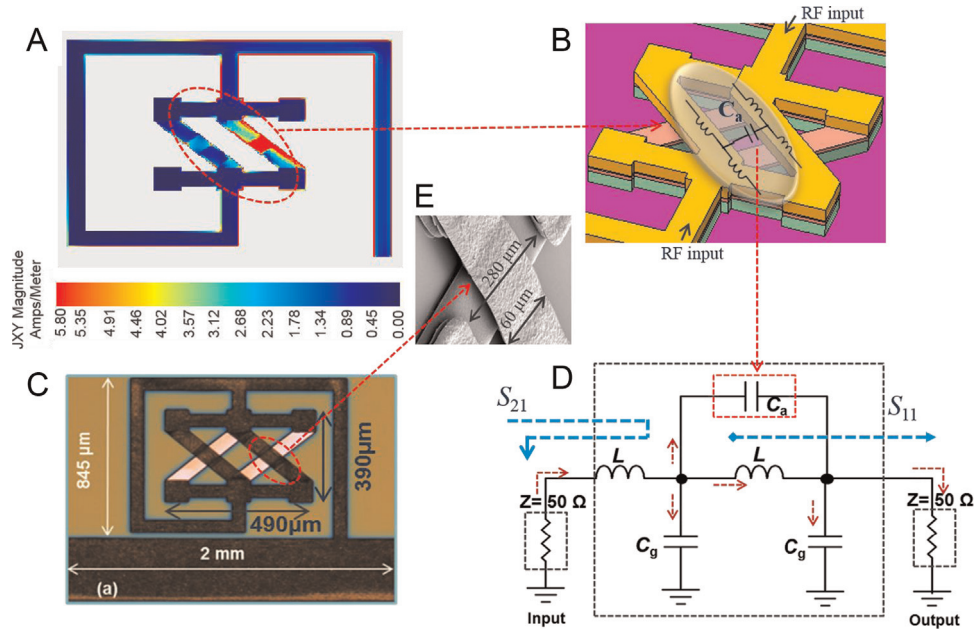 A
JXY Magnitude
Amps/Meter
5.80
5.35
4.91
4.46
4.02
3.57
3.12
2.68
2.23
1.78
1.34
0.89
0.45
0.00
B
RF input
Ca
RF input
E
280 µm
60 µm
C
845 µm
390µm
490µm
2 mm
(a)
D
S21
S11
Ca
L
L
Z= 50 Ω
Z= 50 Ω
Cg
Cg
Input
Output